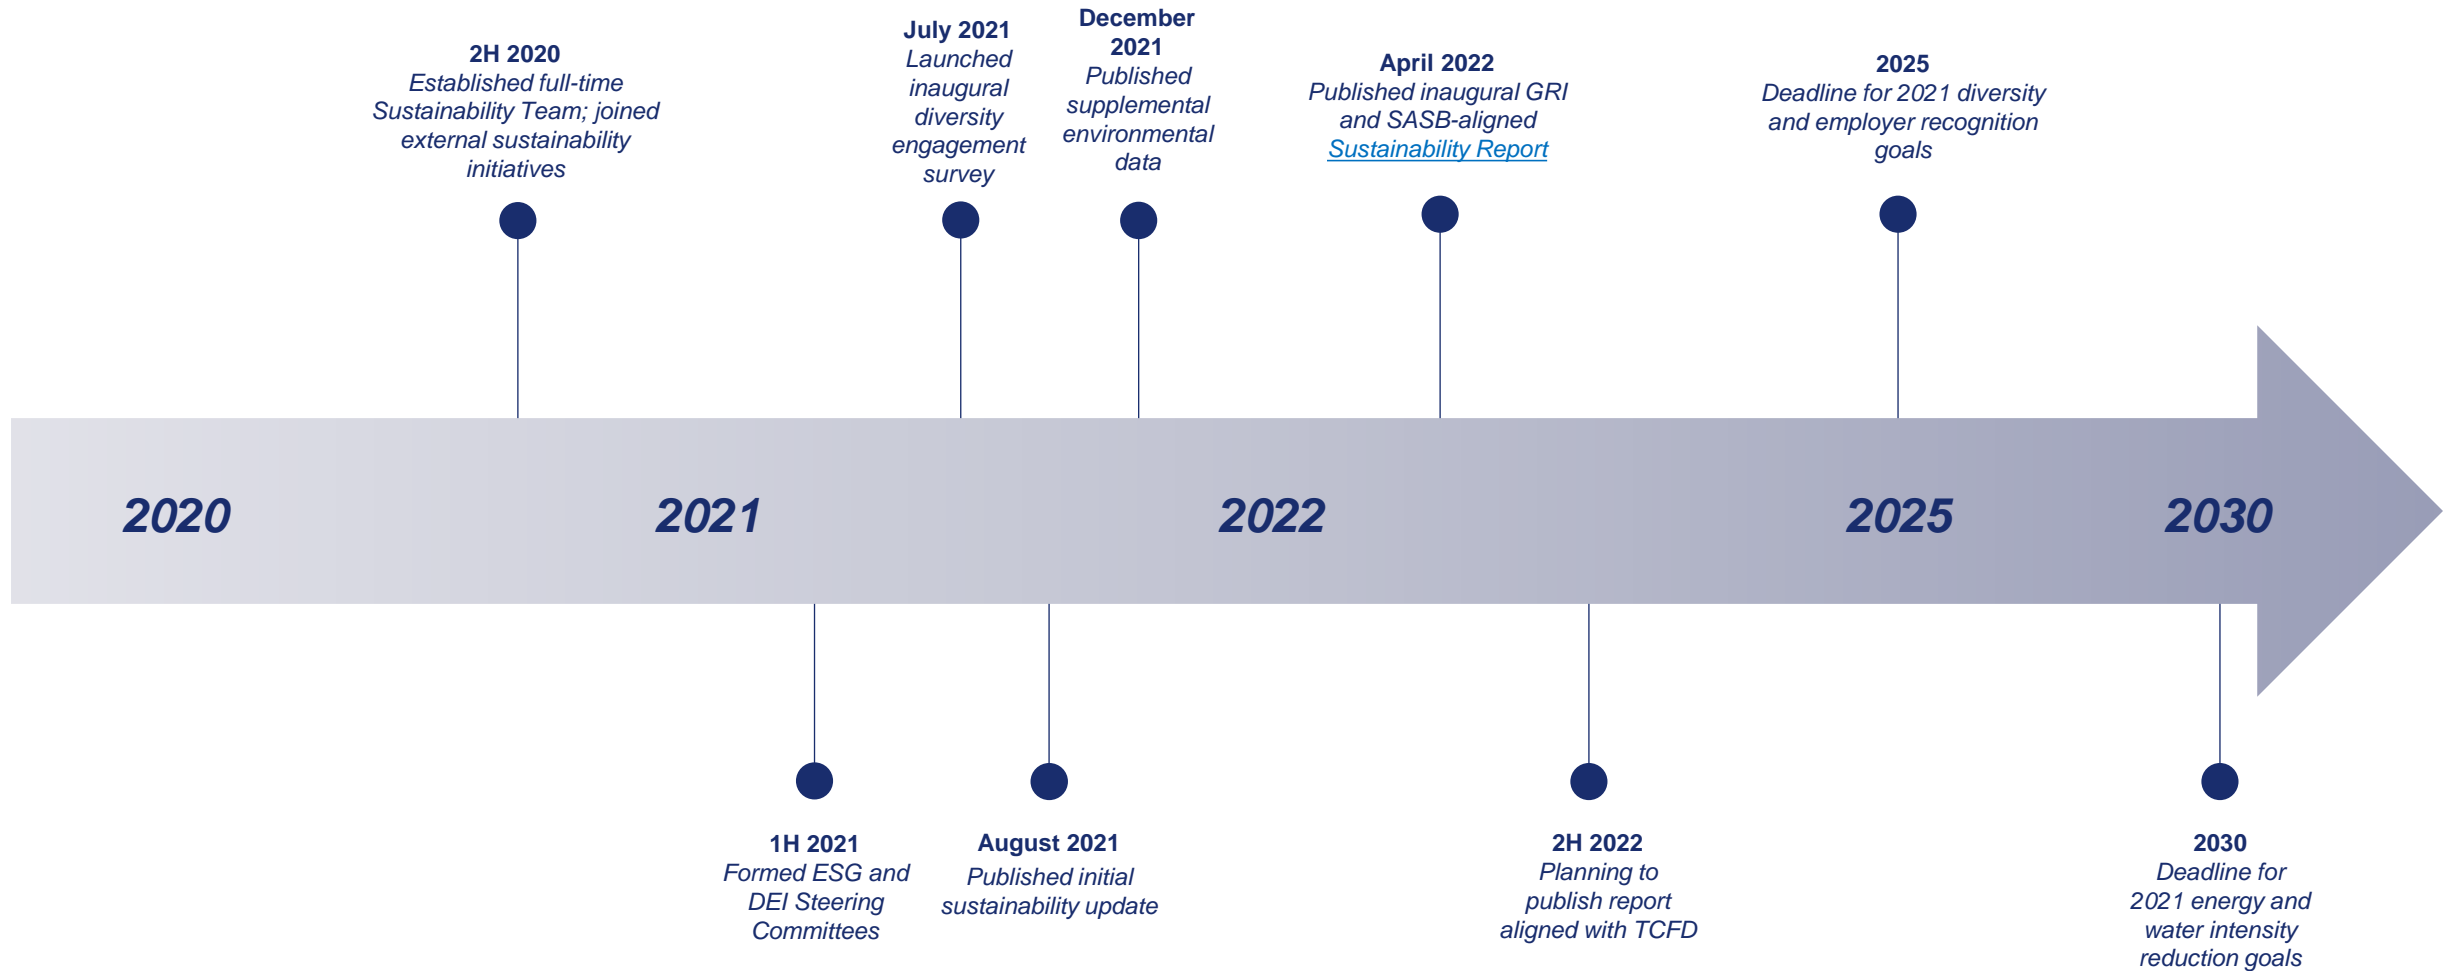 2H 2020
Established full-time
Sustainability Team; joined
external sustainability
initiatives
July 2021
Launched
inaugural
diversity
engagement
survey
December
2021
Published
supplemental
environmental
data
April 2022
Published inaugural GRI
and SASB-aligned
Sustainability Report
2025
Deadline for 2021 diversity
and employer recognition
goals
2020
2021
2022
2025
2030
1H 2021
Formed ESG and
DEI Steering
Committees
August 2021
Published initial
sustainability update
2H 2022
Planning to
publish report
aligned with TCFD
2030
Deadline for
2021 energy and
water intensity
reduction goals